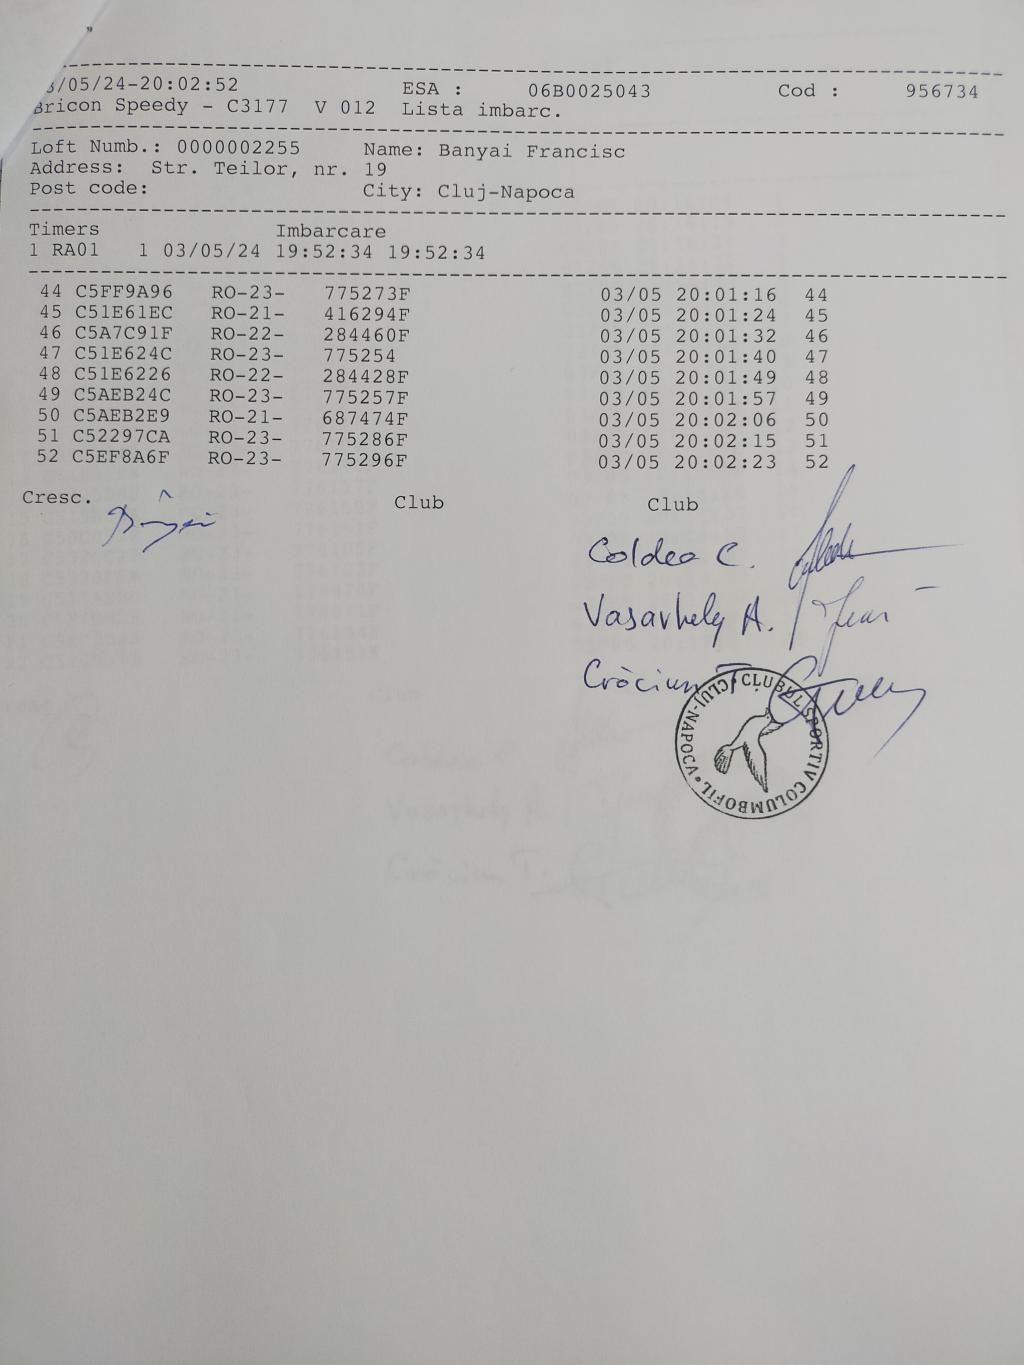 3/05/24-20:02:52 ESA : 06B0025043 Cod : 956734
Bricon Speedy - C3177 V 012 Lista imbarc.
Loft Numb.: 0000002255 Name: Banyai Francisc
Address: Str. Teilor, nr. 19
Post code: City: Cluj-Napoca
Timers Imbarcare
1 RA01 1 03/05/24 19:52:34 19:52:34
44 C5FF9A96 RO-23- 775273F 03/05 20:01:16 44
45 C51E61EC RO-21- 416294F 03/05 20:01:24 45
46 C5A7C91F RO-22- 284460F 03/05 20:01:32 46
47 C51E624C RO-23- 775254 03/05 20:01:40 47
48 C51E6226 RO-22- 284428F 03/05 20:01:49 48
49 C5AEB24C RO-23- 775257F 03/05 20:01:57 49
50 C5AEB2E9 RO-21- 687474F 03/05 20:02:06 50
51 C52297CA RO-23- 775286F 03/05 20:02:15 51
52 C5EF8A6F RO-23- 775296F 03/05 20:02:23 52
Cresc. Club Club
Coldea C.
Vasarhely A.
Crăciun T.
CLUBUL SPORTIV COLUMBOFIL • CLUJ-NAPOCA